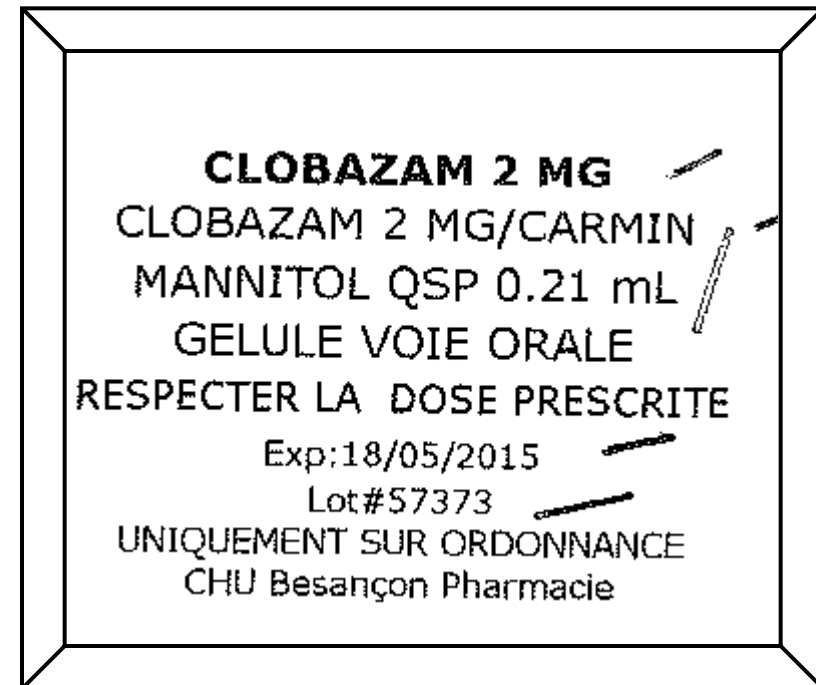 CLOBAZAM 2 MG
CLOBAZAM 2 MG/CARMIN
MANNITOL QSP 0.21 mL
GELULE VOIE ORALE
RESPECTER LA DOSE PRESCRITE
Exp:18/05/2015
Lot#57373
UNIQUEMENT SUR ORDONNANCE
CHU Besançon Pharmacie